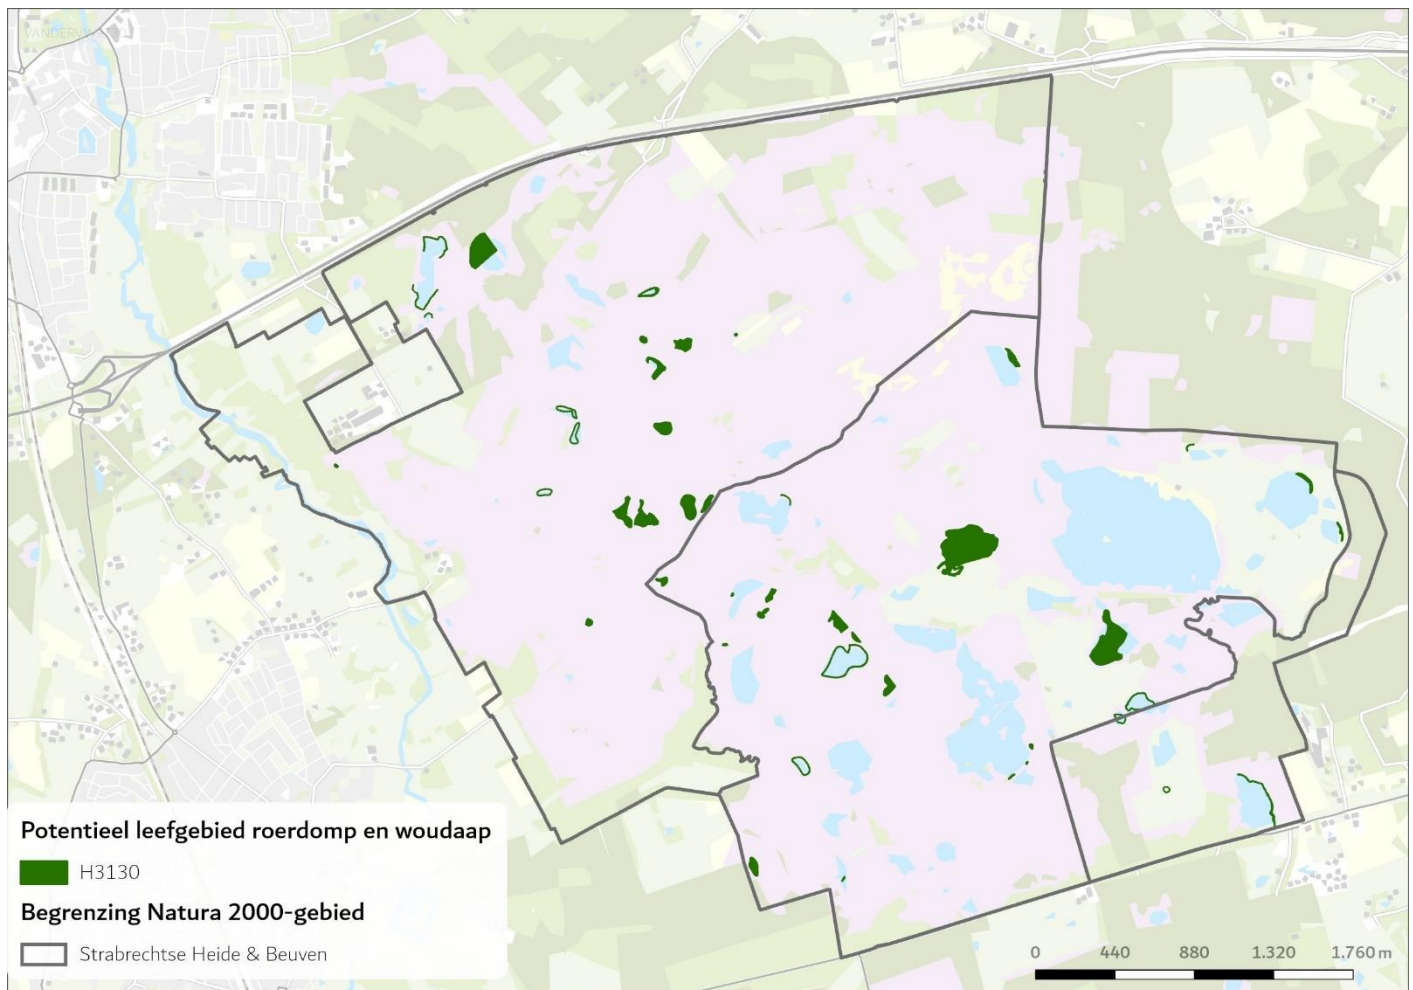 Potentieel leefgebied roerdomp en woudaap
H3130
Begrenzing Natura 2000-gebied
Strabrechtse Heide & Beuven
0 440 880 1.320 1.760 m